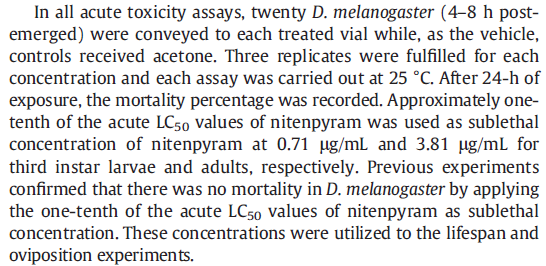 In all acute toxicity assays, twenty D. melanogaster (4–8 h post-
emerged) were conveyed to each treated vial while, as the vehicle,
controls received acetone. Three replicates were fulfilled for each
concentration and each assay was carried out at 25 °C. After 24-h of
exposure, the mortality percentage was recorded. Approximately one-
tenth of the acute LC50 values of nitenpyram was used as sublethal
concentration of nitenpyram at 0.71 μg/mL and 3.81 μg/mL for
third instar larvae and adults, respectively. Previous experiments
confirmed that there was no mortality in D. melanogaster by applying
the one-tenth of the acute LC50 values of nitenpyram as sublethal
concentration. These concentrations were utilized to the lifespan and
oviposition experiments.